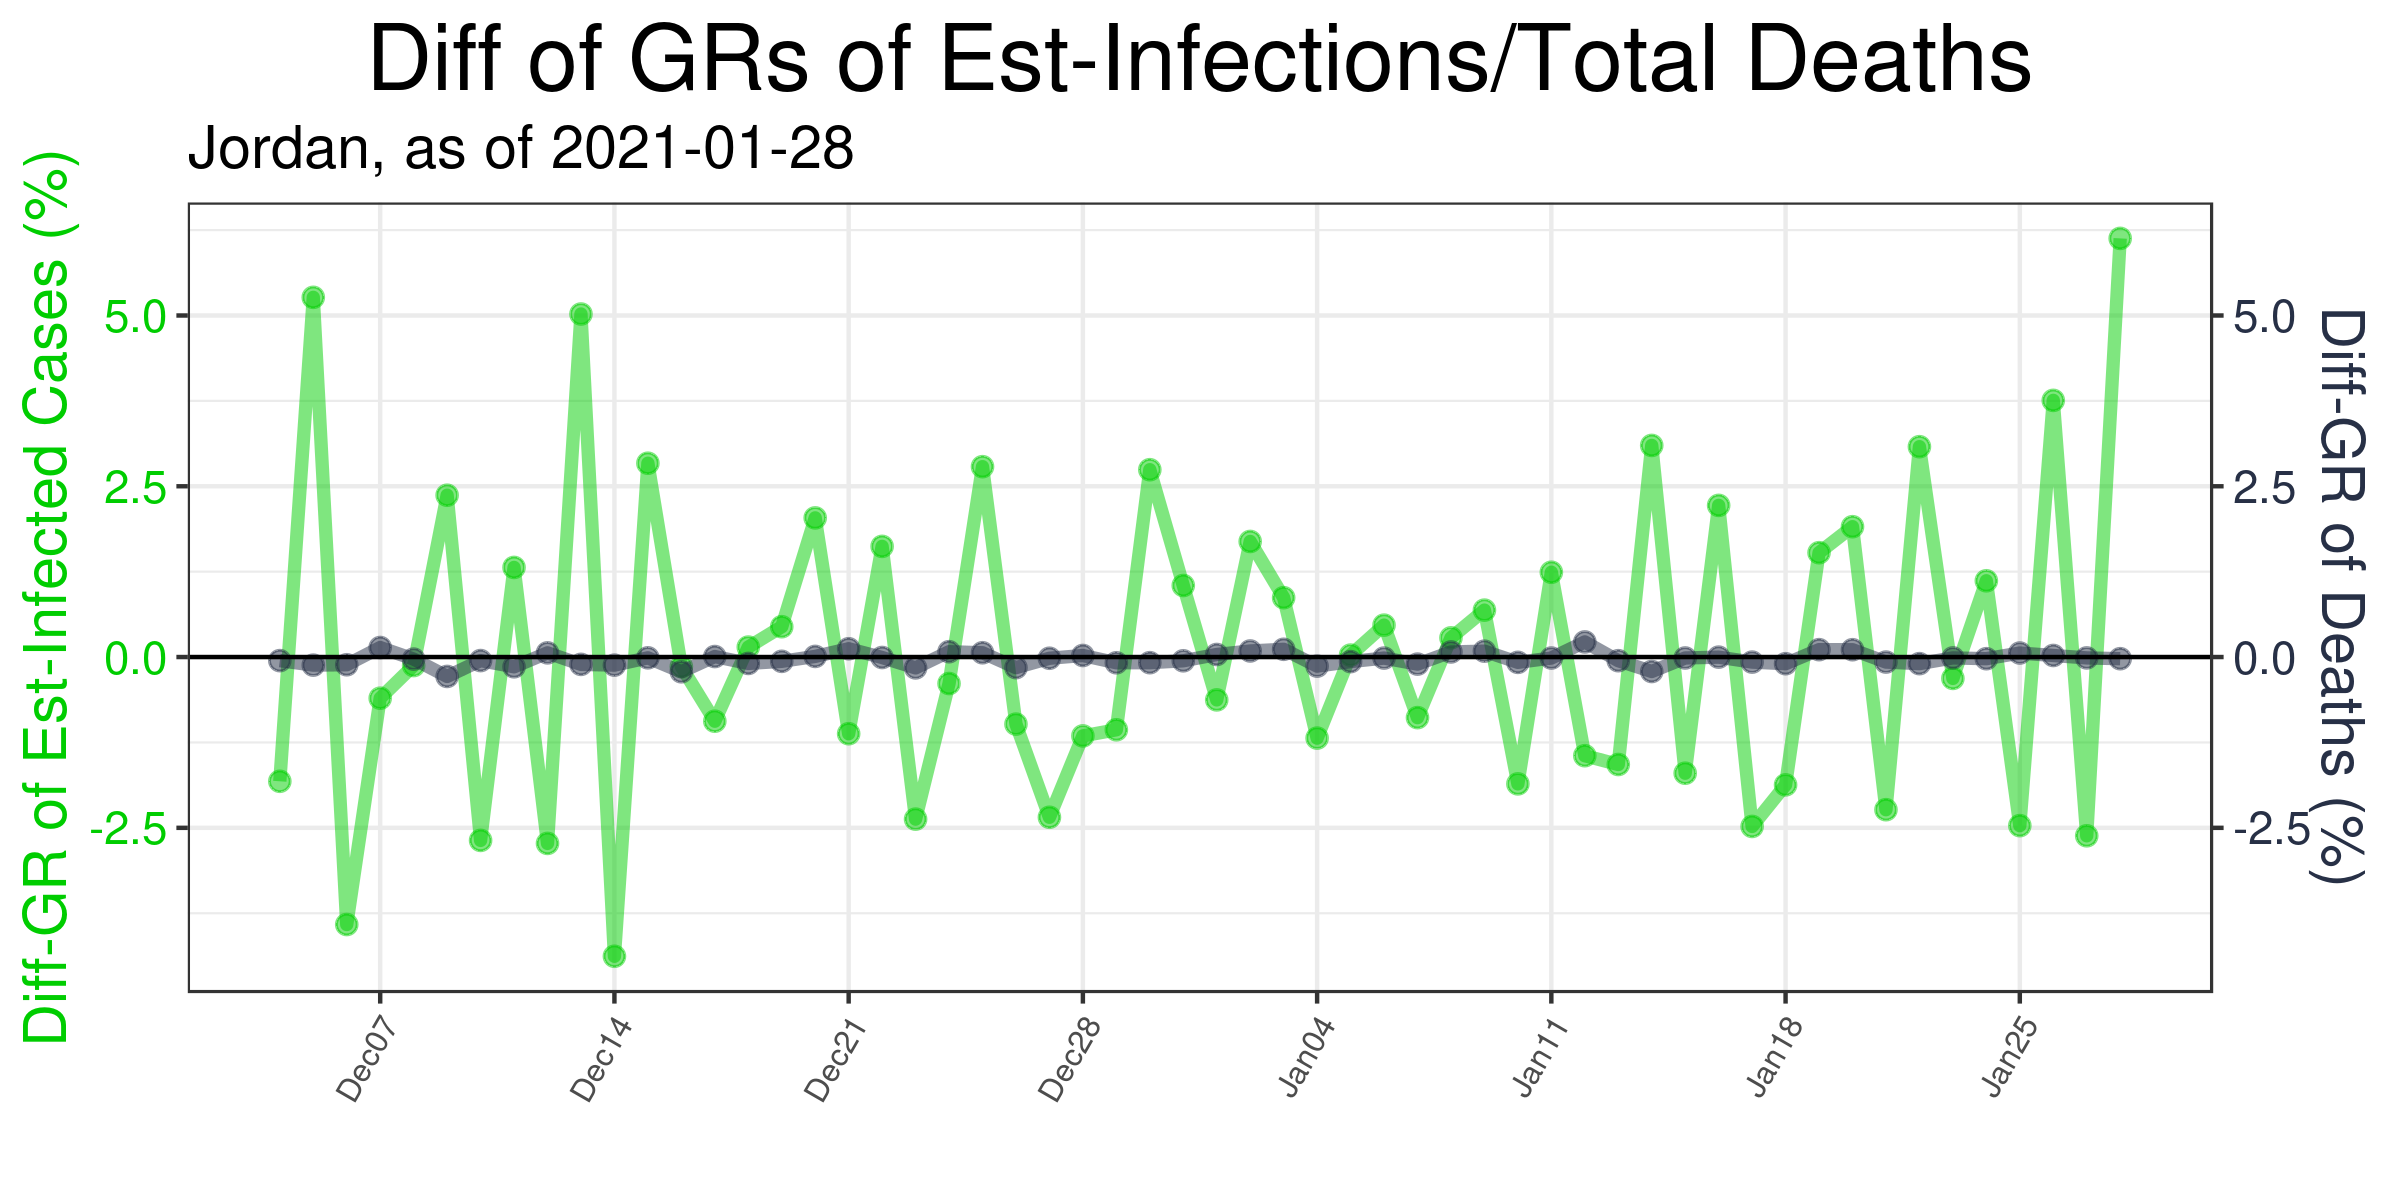 Diff of GRs of Est-Infections/Total Deaths
Jordan, as of 2021-01-28
Diff-GR of Est-Infected Cases (%)
5.0
2.5
0.0
-2.5
5.0
2.5
0.0
-2.5
Diff-GR of Deaths (%)
Dec07
Dec14
Dec21
Dec28
Jan04
Jan11
Jan18
Jan25